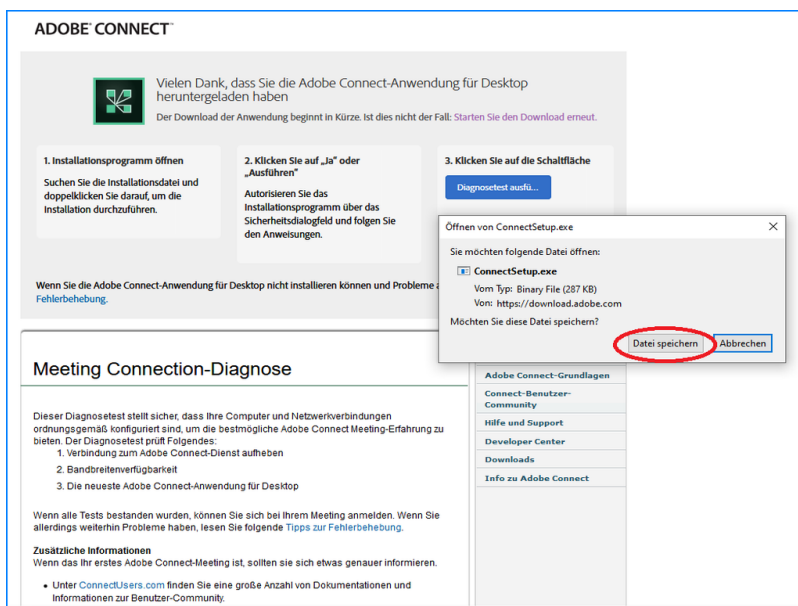 ADOBE® CONNECT™
Vielen Dank, dass Sie die Adobe Connect-Anwendung für Desktop
heruntergeladen haben
Der Download der Anwendung beginnt in Kürze. Ist dies nicht der Fall: Starten Sie den Download erneut.
1. Installationsprogramm öffnen
Suchen Sie die Installationsdatei und
doppelklicken Sie darauf, um die
Installation durchzuführen.
2. Klicken Sie auf „Ja" oder
„Ausführen"
Autorisieren Sie das
Installationsprogramm über das
Sicherheitsdialogfeld und folgen Sie
den Anweisungen.
3. Klicken Sie auf die Schaltfläche
Diagnosetest ausfü...
Öffnen von ConnectSetup.exe
Sie möchten folgende Datei öffnen:
ConnectSetup.exe
Vom Typ: Binary File (287 KB)
Von: https://download.adobe.com
Möchten Sie diese Datei speichern?
Datei speichern
Abbrechen
Wenn Sie die Adobe Connect-Anwendung für Desktop nicht installieren können und Probleme
Fehlerbehebung.
Meeting Connection-Diagnose
Dieser Diagnosetest stellt sicher, dass Ihre Computer und Netzwerkverbindungen
ordnungsgemäß konfiguriert sind, um die bestmögliche Adobe Connect Meeting-Erfahrung zu
bieten. Der Diagnosetest prüft Folgendes:
1. Verbindung zum Adobe Connect-Dienst aufheben
2. Bandbreitenverfügbarkeit
3. Die neueste Adobe Connect-Anwendung für Desktop
Wenn alle Tests bestanden wurden, können Sie sich bei Ihrem Meeting anmelden. Wenn Sie
allerdings weiterhin Probleme haben, lesen Sie folgende Tipps zur Fehlerbehebung.
Zusätzliche Informationen
Wenn das Ihr erstes Adobe Connect-Meeting ist, sollten sie sich etwas genauer informieren.
• Unter ConnectUsers.com finden Sie eine große Anzahl von Dokumentationen und
Informationen zur Benutzer-Community.
Adobe Connect-Grundlagen
Connect-Benutzer-
Community
Hilfe und Support
Developer Center
Downloads
Info zu Adobe Connect